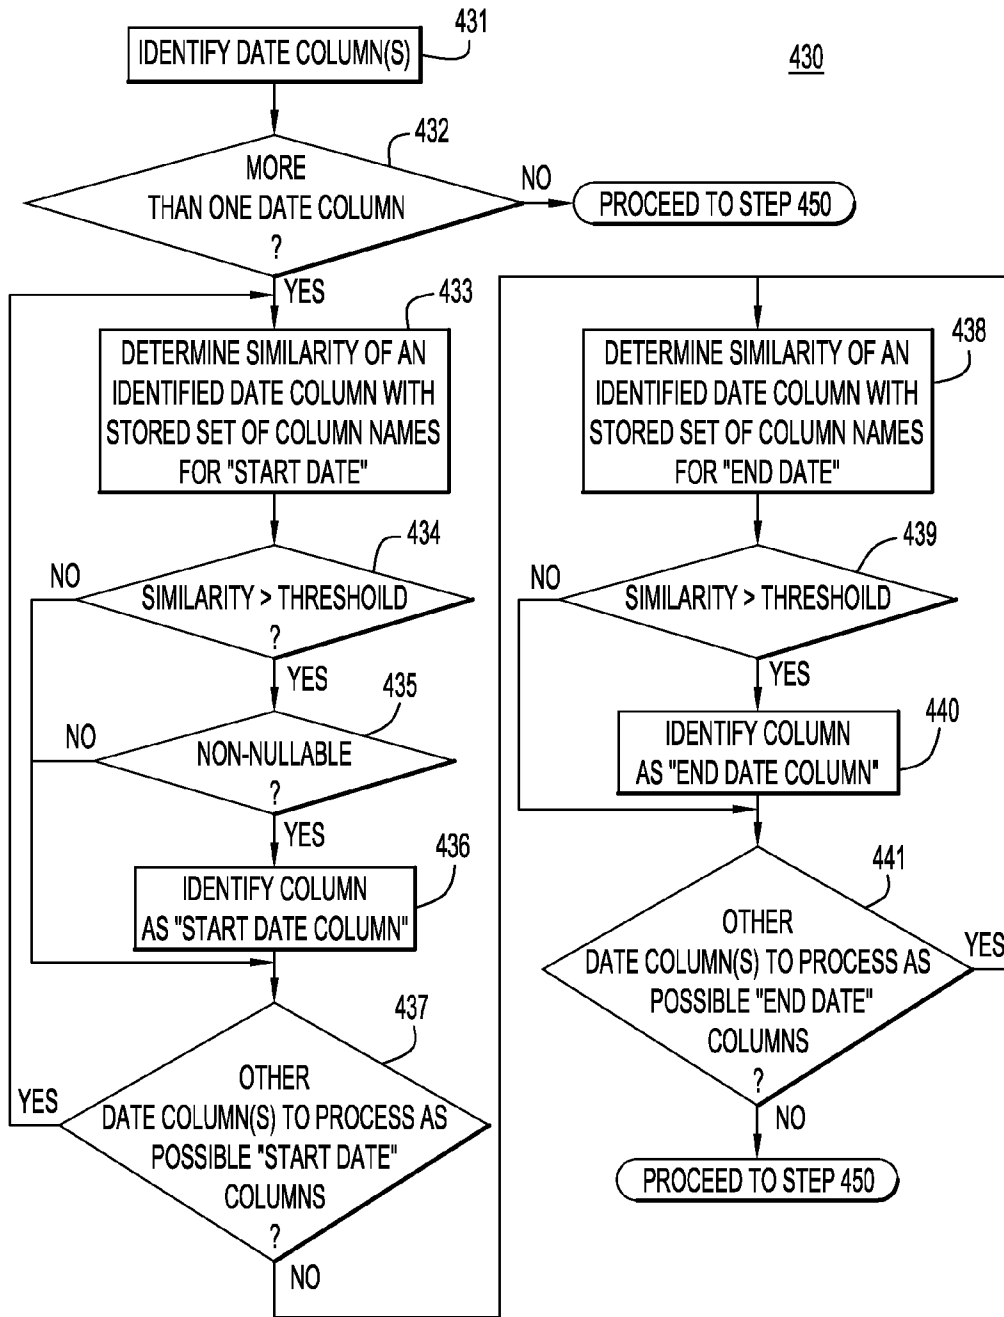 431
IDENTIFY DATE COLUMN(S)
430
432
MORE
THAN ONE DATE COLUMN
?
NO
PROCEED TO STEP 450
YES
433
DETERMINE SIMILARITY OF AN
IDENTIFIED DATE COLUMN WITH
STORED SET OF COLUMN NAMES
FOR "START DATE"
434
NO
SIMILARITY > THRESHOILD
?
YES
435
NO
NON-NULLABLE
?
YES
436
IDENTIFY COLUMN
AS "START DATE COLUMN"
437
YES
OTHER
DATE COLUMN(S) TO PROCESS AS
POSSIBLE "START DATE"
COLUMNS
?
NO
438
DETERMINE SIMILARITY OF AN
IDENTIFIED DATE COLUMN WITH
STORED SET OF COLUMN NAMES
FOR "END DATE"
439
NO
SIMILARITY > THRESHOILD
YES
440
IDENTIFY COLUMN
AS "END DATE COLUMN"
441
YES
OTHER
DATE COLUMN(S) TO PROCESS AS
POSSIBLE "END DATE"
COLUMNS
?
NO
PROCEED TO STEP 450